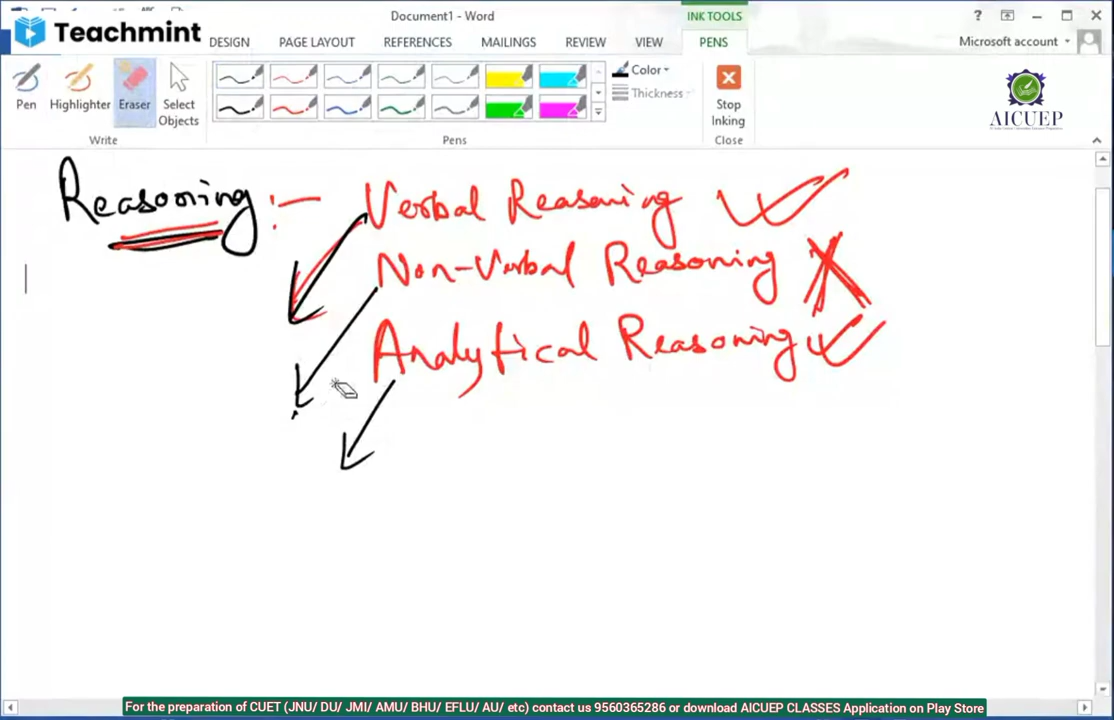 Document1 - Word
INK TOOLS
?
Teachmint
DESIGN PAGE LAYOUT REFERENCES MAILINGS REVIEW VIEW PENS
Microsoft account
Pen
Highlighter
Eraser
Select
Objects
Color
Thickness
Stop
Inking
Write
Pens
Close
AICUEP
Reasoning :- Verbal Reasoning
Non-Verbal Reasoning
Analytical Reasoning
For the preparation of CUET (JNU/ DU/ JMI/ AMU/ BHU/ EFLU/ AU/ etc) contact us 9560365286 or download AICUEP CLASSES Application on Play Store